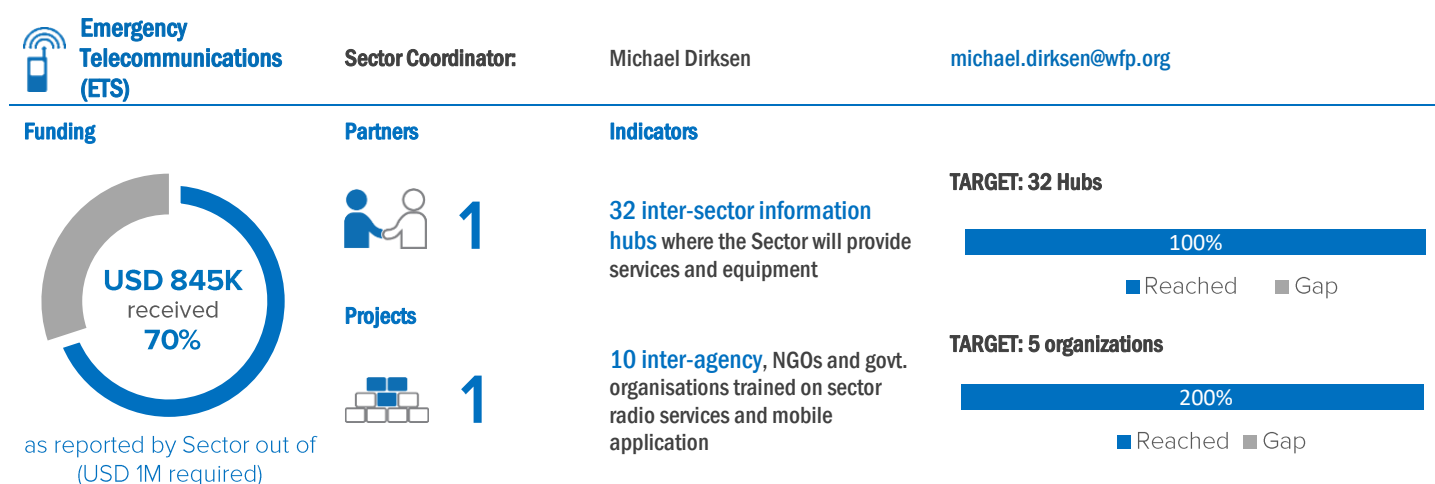 Emergency
Telecommunications
(ETS)
Sector Coordinator:
Michael Dirksen
michael.dirksen@wfp.org
Funding
USD 845K
received
70%
as reported by Sector out of
(USD 1M required)
Partners
1
Projects
1
Indicators
32 inter-sector information
hubs where the Sector will provide
services and equipment
10 inter-agency, NGOs and govt.
organisations trained on sector
radio services and mobile
application
TARGET: 32 Hubs
100%
Reached Gap
TARGET: 5 organizations
200%
Reached Gap